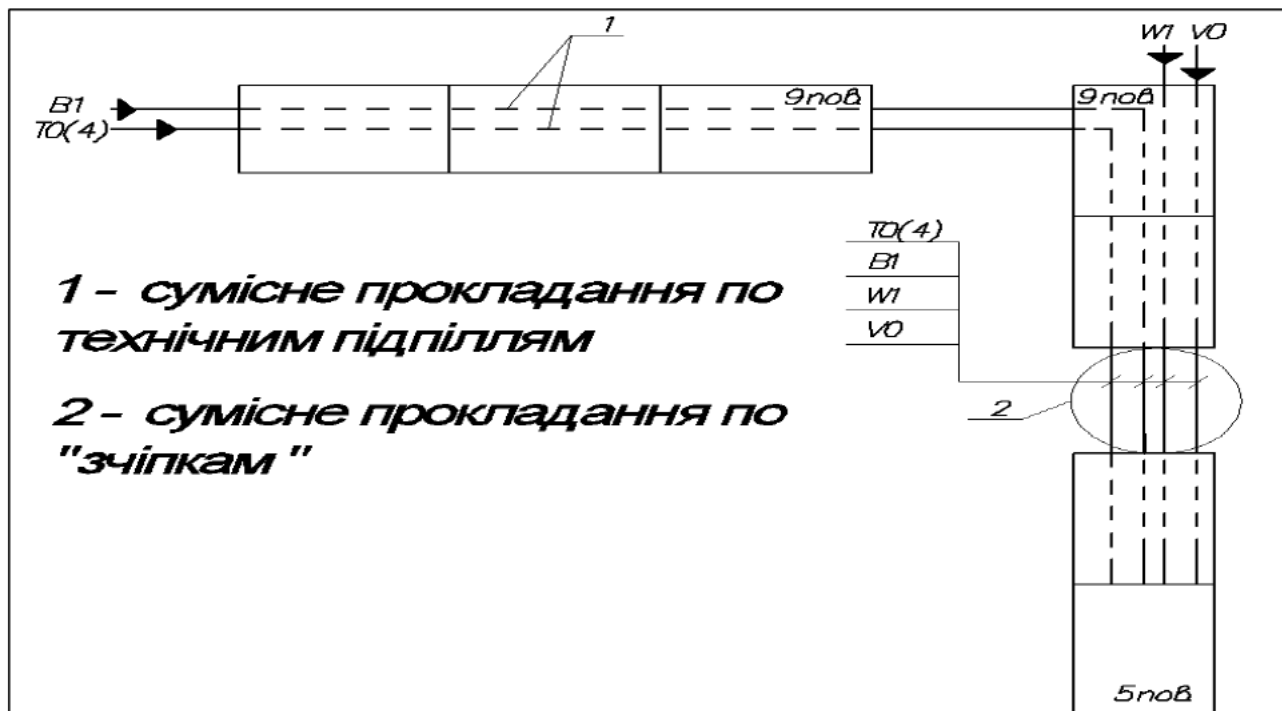 1
W1 V0
B1
T0(4)
9пов
9пов
T0(4)
B1
W1
V0
1 - сумісне прокладання по
технічним підпіллям
2 - сумісне прокладання по
"зчіпкам "
2
5пов